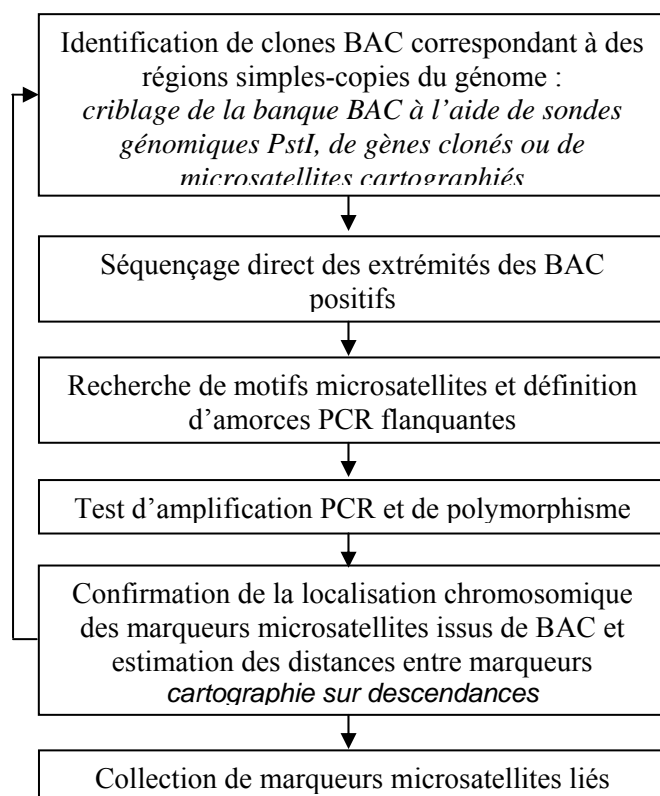 Identification de clones BAC correspondant à des
régions simples-copies du génome :
criblage de la banque BAC à l’aide de sondes
génomiques PstI, de gènes clonés ou de
microsatellites cartographiés
Séquençage direct des extrémités des BAC
positifs
Recherche de motifs microsatellites et définition
d’amorces PCR flanquantes
Test d’amplification PCR et de polymorphisme
Confirmation de la localisation chromosomique
des marqueurs microsatellites issus de BAC et
estimation des distances entre marqueurs
cartographie sur descendances
Collection de marqueurs microsatellites liés